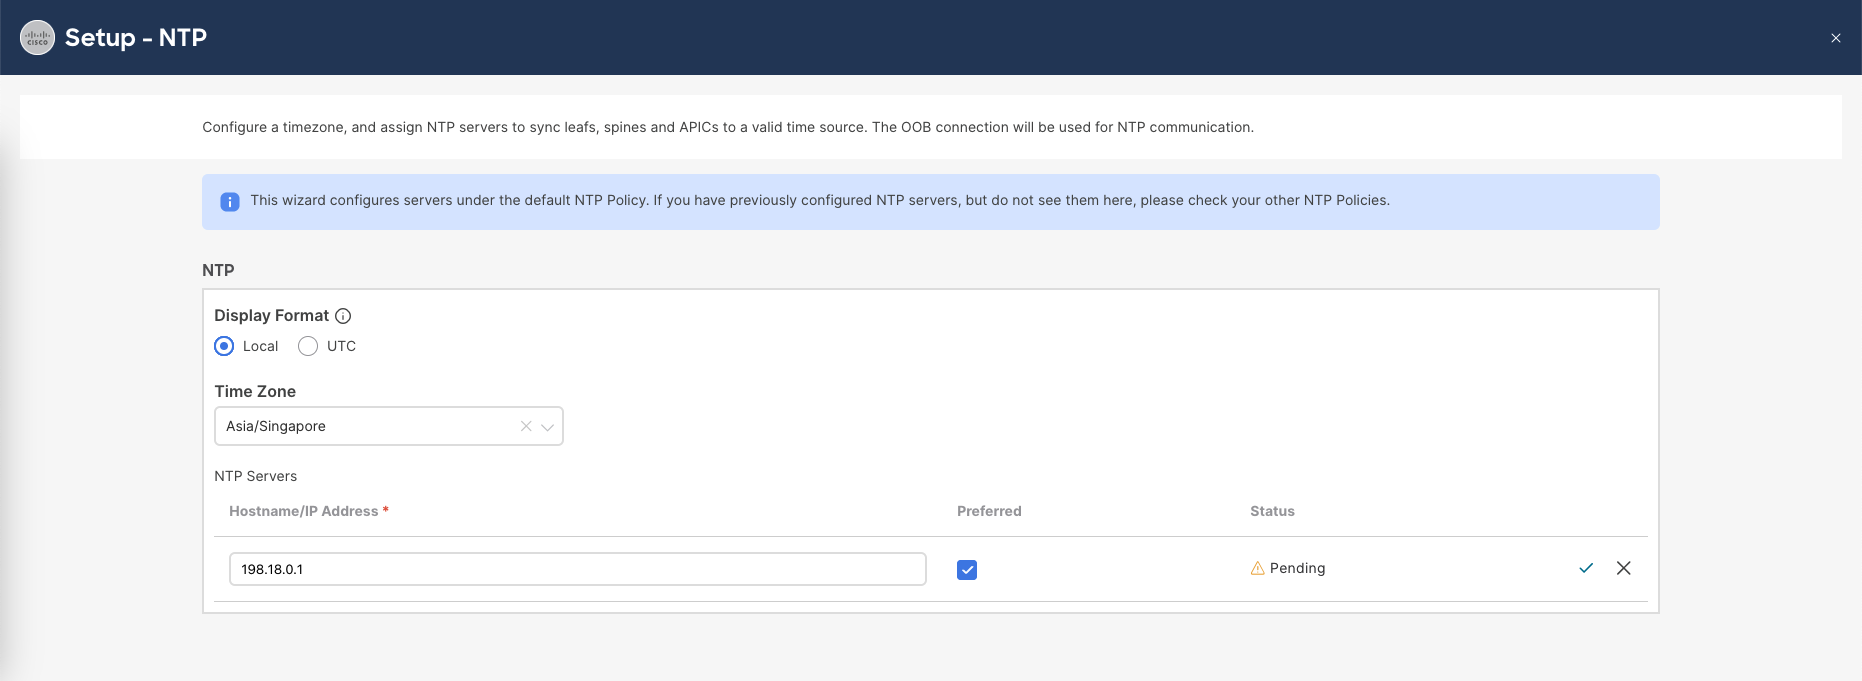 CISCO
Setup - NTP
Configure a timezone, and assign NTP servers to sync leafs, spines and APICs to a valid time source. The OOB connection will be used for NTP communication.
This wizard configures servers under the default NTP Policy. If you have previously configured NTP servers, but do not see them here, please check your other NTP Policies.
NTP
Display Format
Local UTC
Time Zone
Asia/Singapore
NTP Servers
Hostname/IP Address * Preferred Status
198.18.0.1 Pending